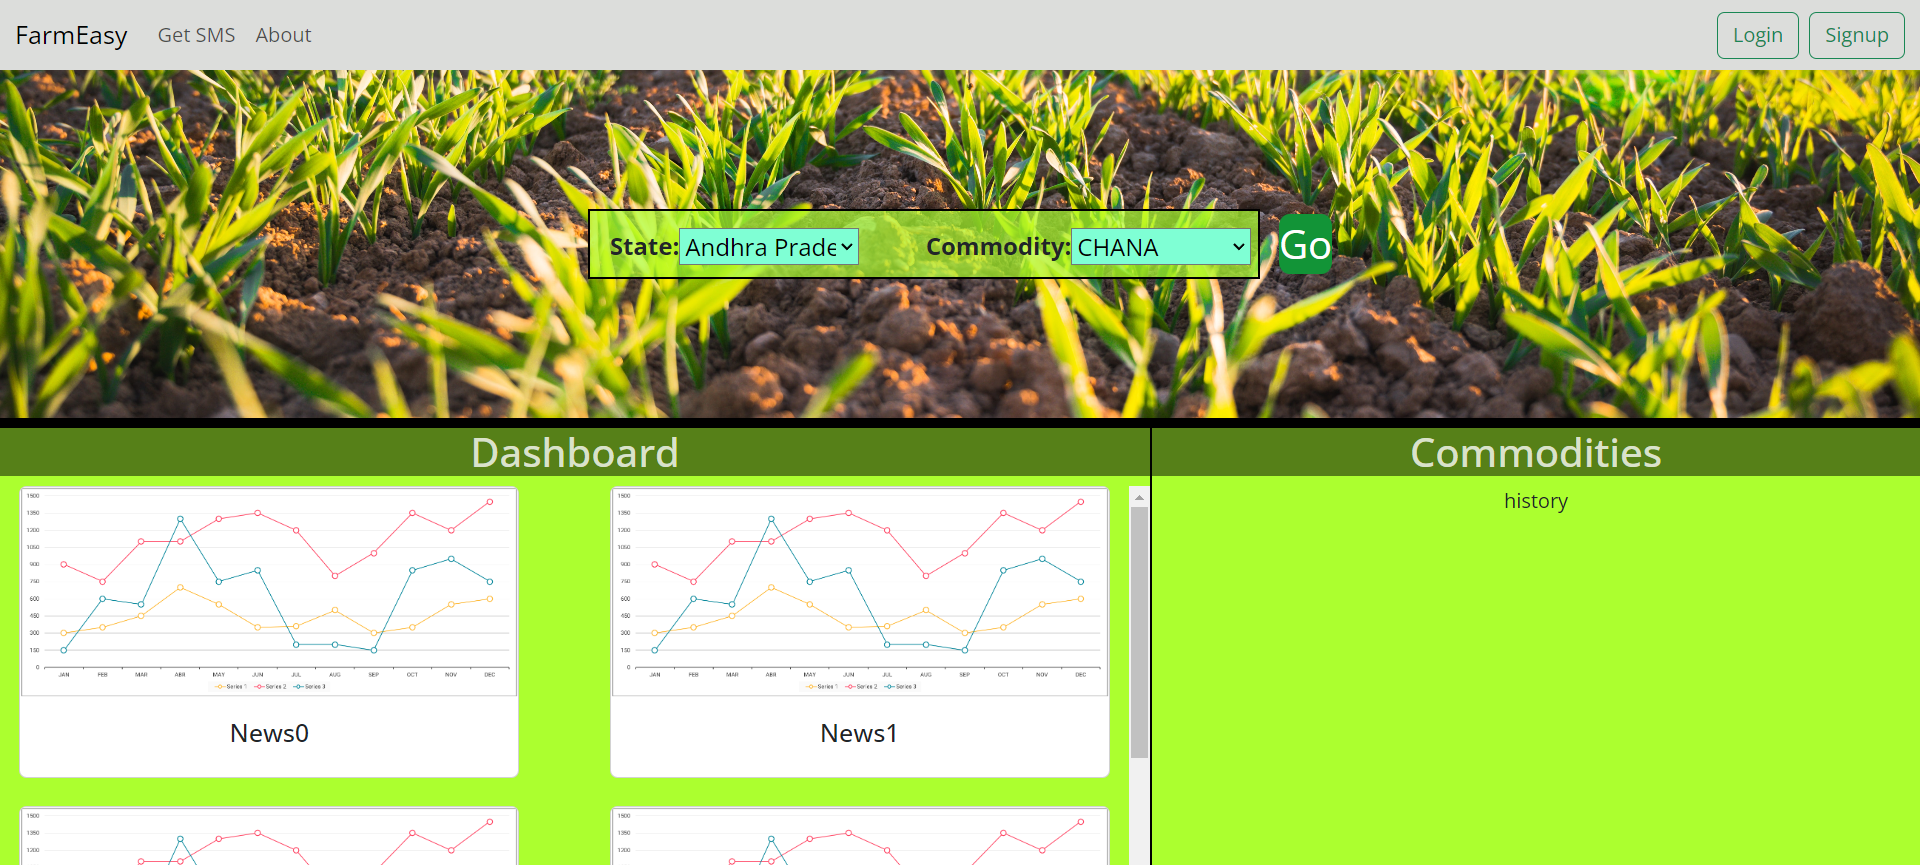 FarmEasy Get SMS About Login Signup
State: Andhra Prade Commodity: CHANA Go
Dashboard
Commodities
history
1500
1350
1200
1050
900
750
600
450
300
150
0
JAN FEB MAR ABR MAY JUN JUL AUG SEP OCT NOV DEC
Series 1 Series 2 Series 3
News0
1500
1350
1200
1050
900
750
600
450
300
150
0
JAN FEB MAR ABR MAY JUN JUL AUG SEP OCT NOV DEC
Series 1 Series 2 Series 3
News1
1500
1350
1200
1500
1350
1200